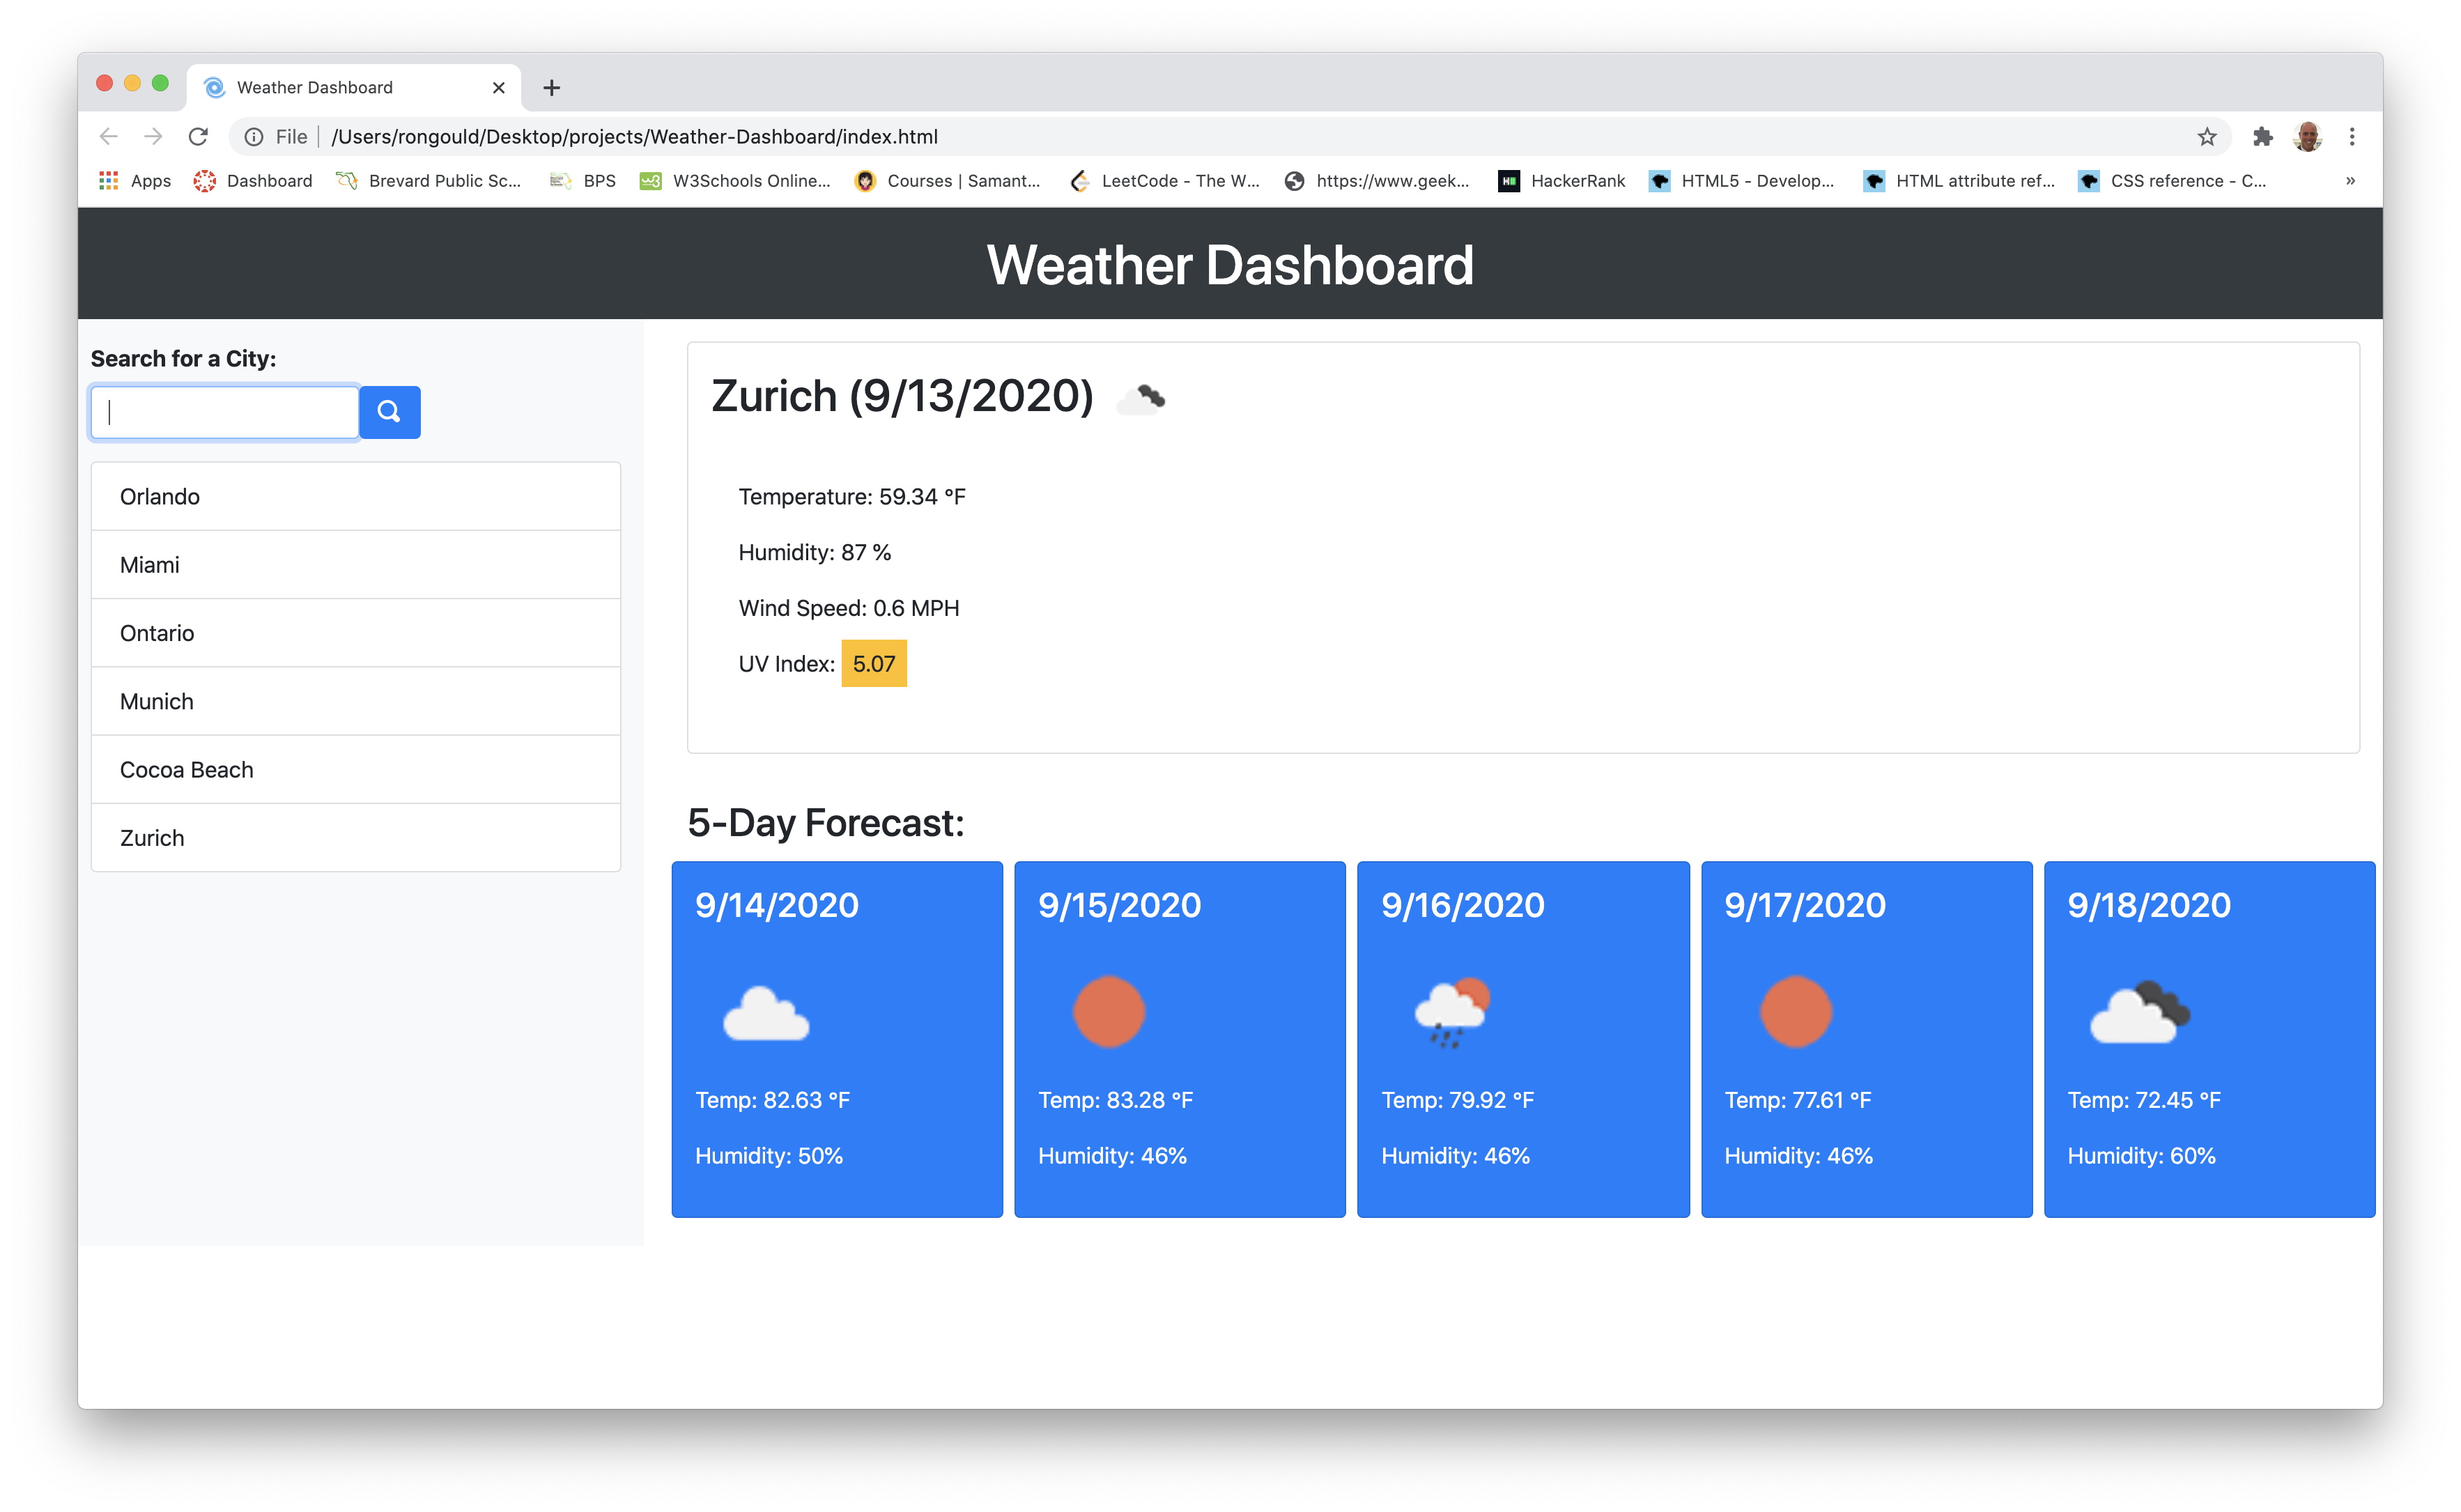 Weather Dashboard
File /Users/rongould/Desktop/projects/Weather-Dashboard/index.html
Apps Dashboard Brevard Public Sc... BPS W3Schools Online... Courses | Samant... LeetCode - The W... https://www.geek... HackerRank HTML5 - Develop... HTML attribute ref... CSS reference - C... »
Weather Dashboard
Search for a City:
Orlando
Miami
Ontario
Munich
Cocoa Beach
Zurich
Zurich (9/13/2020)
Temperature: 59.34 °F
Humidity: 87 %
Wind Speed: 0.6 MPH
UV Index: 5.07
5-Day Forecast:
9/14/2020
Temp: 82.63 °F
Humidity: 50%
9/15/2020
Temp: 83.28 °F
Humidity: 46%
9/16/2020
Temp: 79.92 °F
Humidity: 46%
9/17/2020
Temp: 77.61 °F
Humidity: 46%
9/18/2020
Temp: 72.45 °F
Humidity: 60%